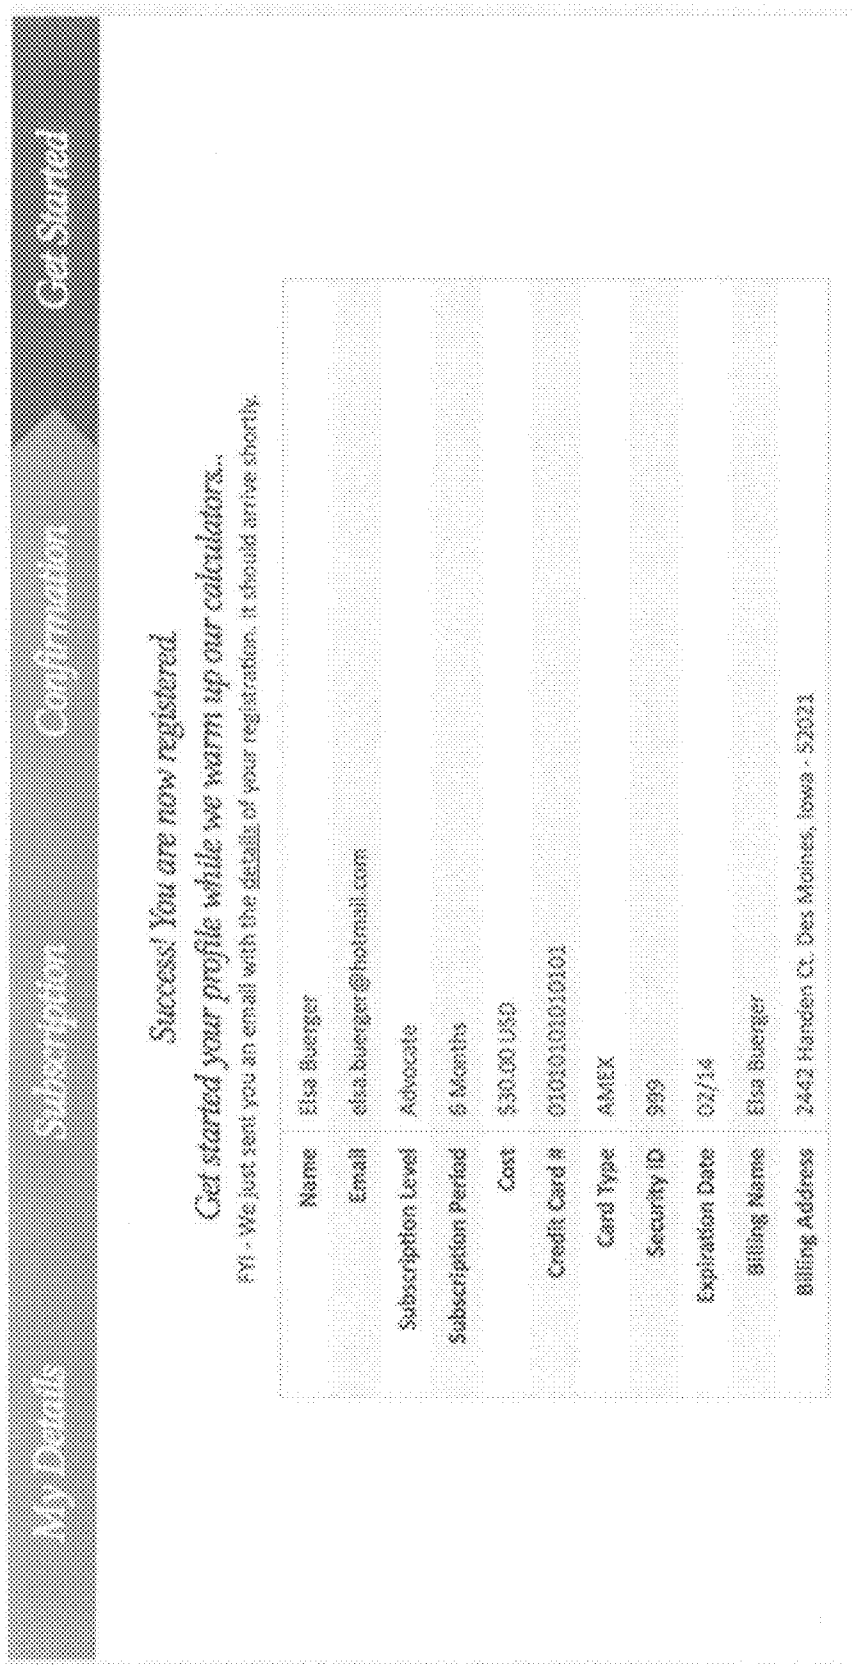 My Details Subscription Confirmation Get Started
Success! You are now registered.
Get started your profile while we warm up our calculators...
FYI - We just sent you an email with the details of your registration. It should arrive shortly.
Name Elsa Buerger
Email elsa.buerger@hotmail.com
Subscription Level Advocate
Subscription Period 6 Months
Cost $30.00 USD
Credit Card # 0101010101010101
Card Type AMEX
Security ID 999
Expiration Date 02/14
Billing Name Elsa Buerger
Billing Address 2442 Handen Ct. Des Moines, Iowa - 52021